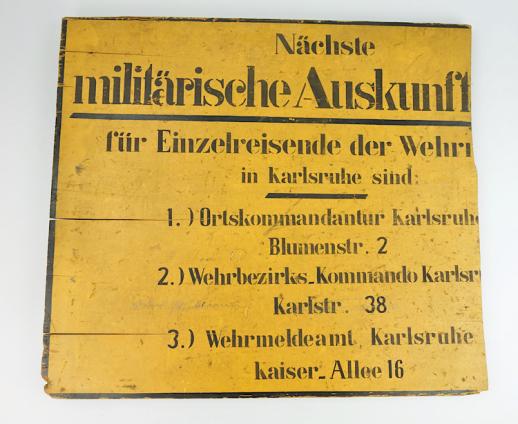 Nächste
militärische Auskunft
für Einzelreisende der Wehr
in Karlsruhe sind:
1.) Ortskommandantur Karlsruhe
Blumenstr. 2
2.) Wehrbezirks-Kommando Karlsr
Karlstr. 38
3.) Wehrmeldeamt Karlsruhe
Kaiser-Allee 16